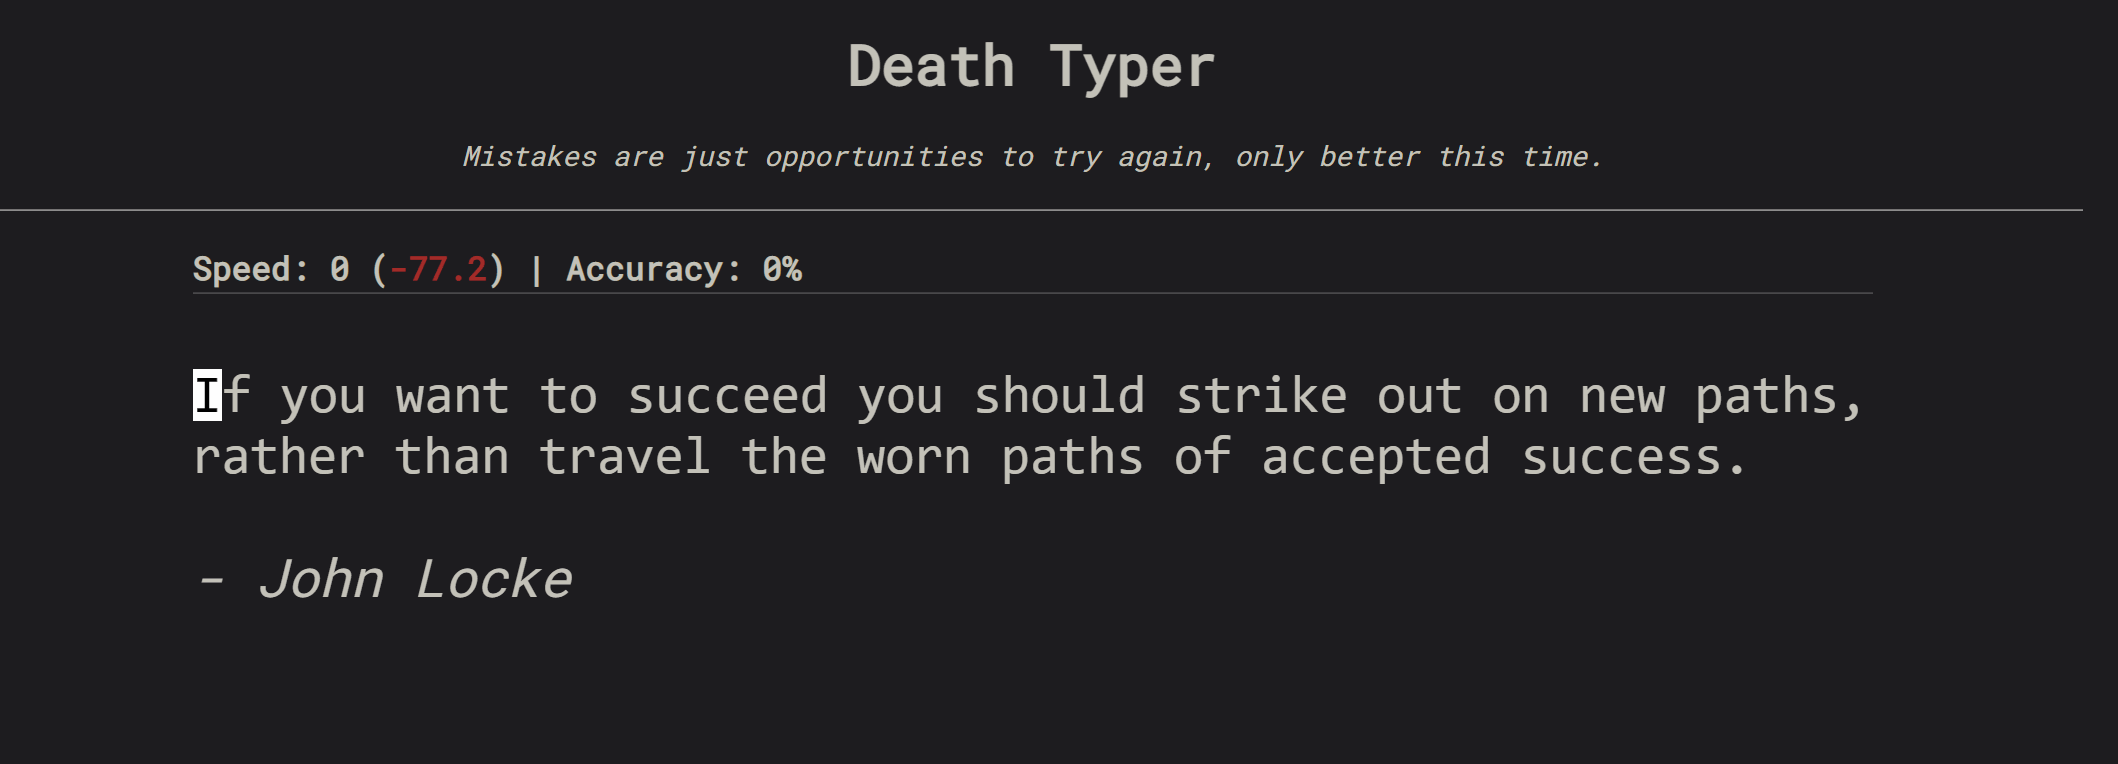 Death Typer
Mistakes are just opportunities to try again, only better this time.
Speed: 0 (-77.2) | Accuracy: 0%
If you want to succeed you should strike out on new paths,
rather than travel the worn paths of accepted success.
- John Locke